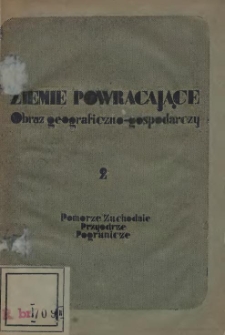 ZIEMIE POWRACAJĄCE
Obraz geograficzno-gospodarczy
2
Pomorze Zachodnie
Przyodrze
Pogranicze